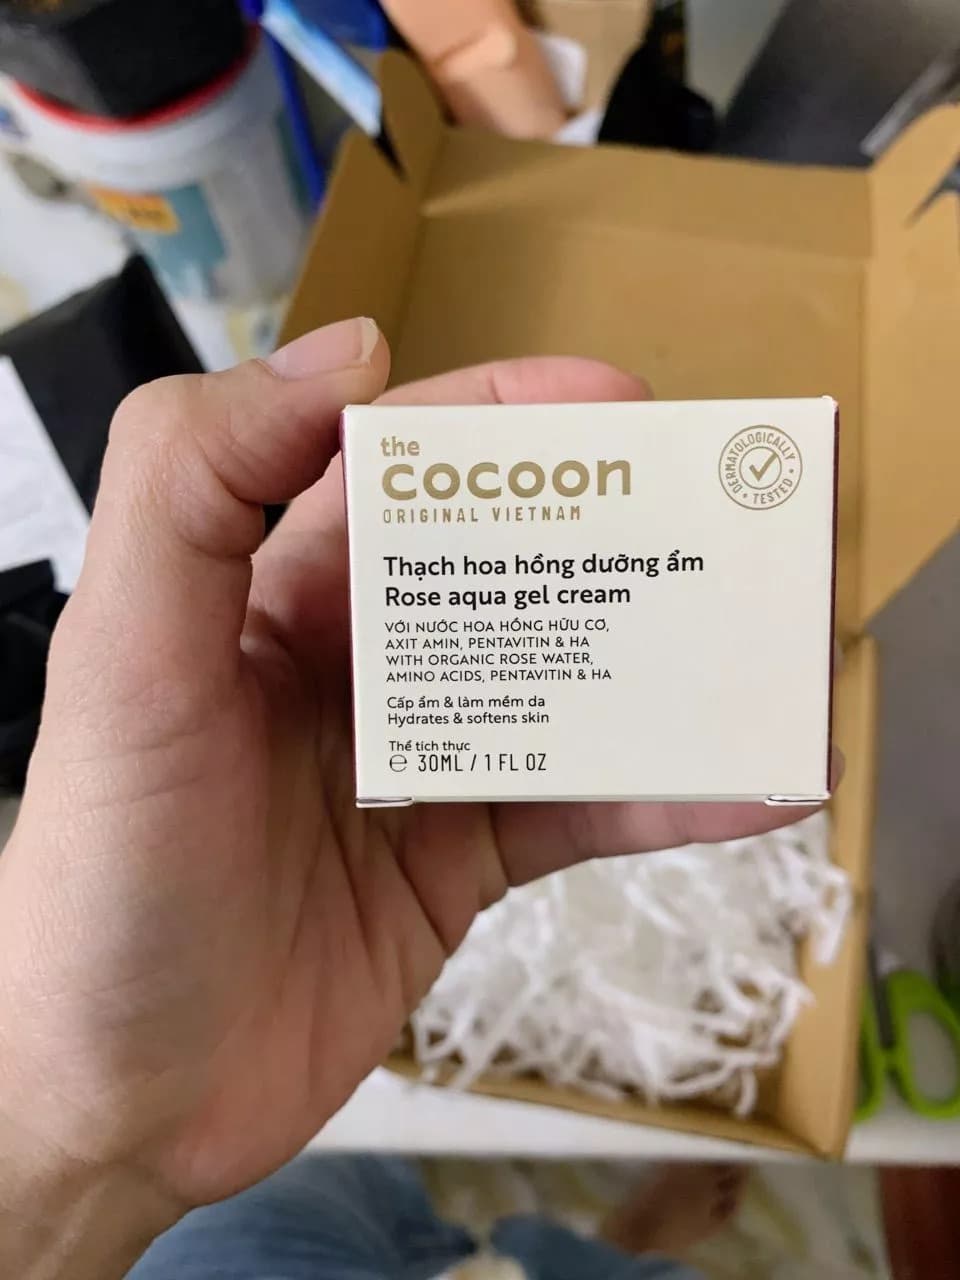 the
cocoon
ORIGINAL VIETNAM
DERMATOLOGICALLY
• TESTED •
Thạch hoa hồng dưỡng ẩm
Rose aqua gel cream
VỚI NƯỚC HOA HỒNG HỮU CƠ,
AXIT AMIN, PENTAVITIN & HA
WITH ORGANIC ROSE WATER,
AMINO ACIDS, PENTAVITIN & HA
Cấp ẩm & làm mềm da
Hydrates & softens skin
Thể tích thực
℮ 30ML / 1 FL OZ